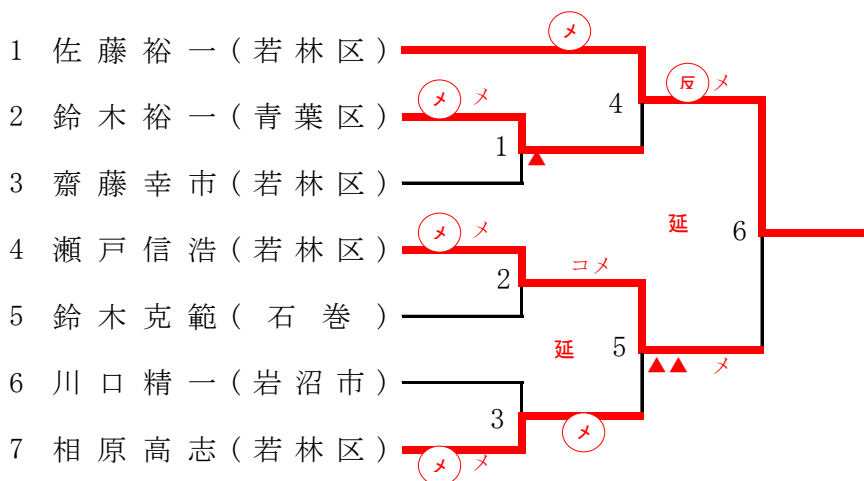 メ
1 佐藤裕一(若林区)
反 メ
メ メ
4
2 鈴木裕一(青葉区)
1
▲
3 齋藤幸市(若林区)
延
6
メ メ
4 瀬戸信浩(若林区)
コメ
2
5 鈴木克範(石巻)
延
5
▲▲ メ
6 川口精一(岩沼市)
3
メ
7 相原高志(若林区)
メ メ